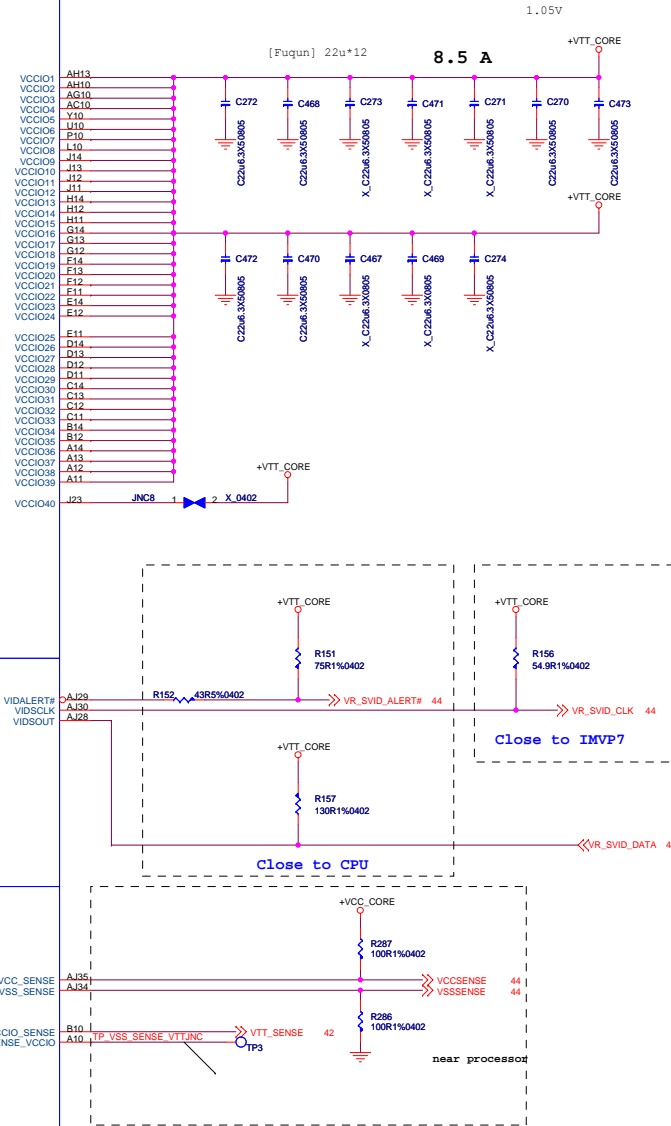 1.05V
[Fuqun] 22u*12
8.5 A
+VTT_CORE
VCCIO1 AH13
VCCIO2 AH10
VCCIO3 AG10
VCCIO4 AC10
VCCIO5 Y10
VCCIO6 U10
VCCIO7 P10
VCCIO8 L10
VCCIO9 J14
VCCIO10 J13
VCCIO11 J12
VCCIO12 J11
VCCIO13 H14
VCCIO14 H12
VCCIO15 H11
VCCIO16 G14
VCCIO17 G13
VCCIO18 G12
VCCIO19 F14
VCCIO20 F13
VCCIO21 F12
VCCIO22 F11
VCCIO23 E14
VCCIO24 E12
VCCIO25 E11
VCCIO26 D14
VCCIO27 D13
VCCIO28 D12
VCCIO29 D11
VCCIO30 C14
VCCIO31 C13
VCCIO32 C12
VCCIO33 C11
VCCIO34 B14
VCCIO35 B12
VCCIO36 A14
VCCIO37 A13
VCCIO38 A12
VCCIO39 A11
VCCIO40 J23
C272 C468 C273 C471 C271 C270 C473
C22u6.3X50805
C22u6.3X50805
X_C22u6.3X50805
X_C22u6.3X50805
X_C22u6.3X50805
C22u6.3X50805
C22u6.3X50805
+VTT_CORE
C472 C470 C467 C469 C274
C22u6.3X50805
C22u6.3X50805
X_C22u6.3X0805
X_C22u6.3X0805
X_C22u6.3X50805
+VTT_CORE
JNC8 1 2 X_0402
+VTT_CORE
R151
75R1%0402
+VTT_CORE
R156
54.9R1%0402
VIDALERT# AJ29
VIDSCLK AJ30
VIDSOUT AJ28
R152 43R5%0402
VR_SVID_ALERT# 44
VR_SVID_CLK 44
Close to IMVP7
+VTT_CORE
R157
130R1%0402
VR_SVID_DATA 4
Close to CPU
+VCC_CORE
R287
100R1%0402
VCC_SENSE AJ35
VSS_SENSE AJ34
VCCSENSE 44
VSSSENSE 44
R286
100R1%0402
CCIO_SENSE B10
ENSE_VCCIO A10
TP_VSS_SENSE_VTTJNC
VTT_SENSE 42
TP3
near processor